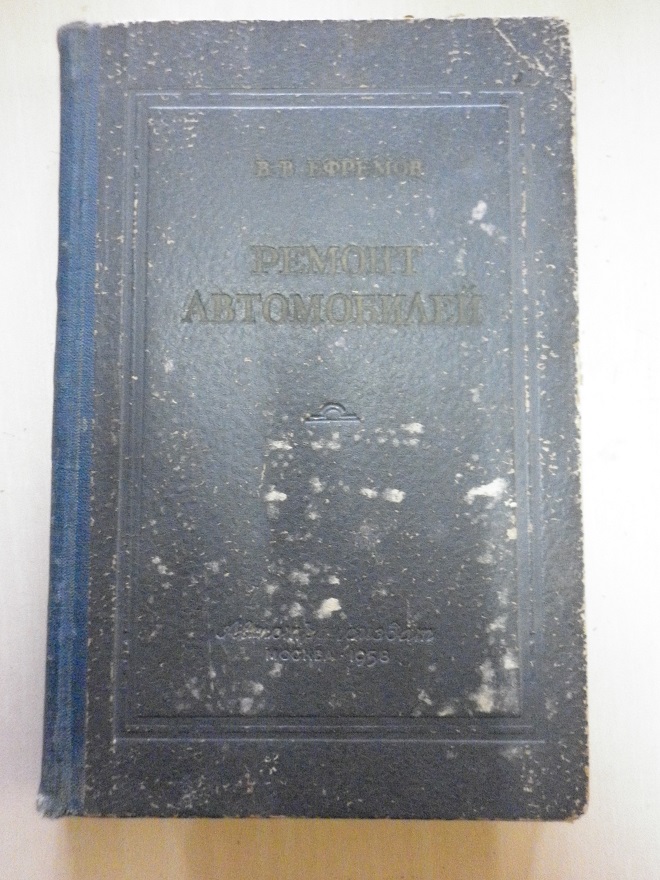 В. В. ЕФРЕМОВ
РЕМОНТ
АВТОМОБИЛЕЙ
Автотрансиздат
МОСКВА 1958